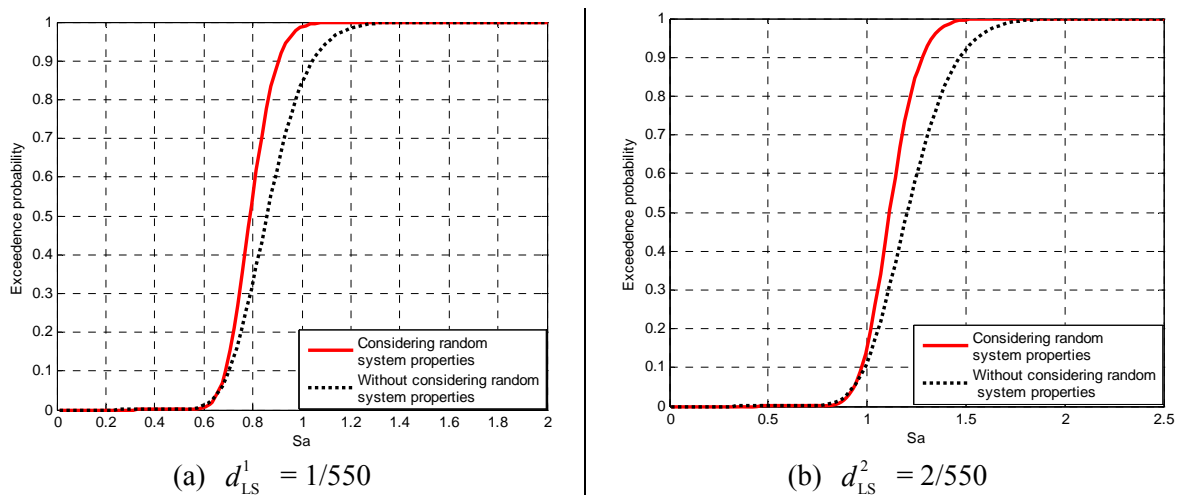 1
0.9
0.8
0.7
0.6
0.5
0.4
0.3
0.2
0.1
0
Exceedence probability
0 0.2 0.4 0.6 0.8 1 1.2 1.4 1.6 1.8 2
Sa
Considering random
system properties
Without considering random
system properties
(a) d¹LS = 1/550
1
0.9
0.8
0.7
0.6
0.5
0.4
0.3
0.2
0.1
0
Exceedence probability
0 0.5 1 1.5 2 2.5
Sa
Considering random
system properties
Without considering random
system properties
(b) d²LS = 2/550